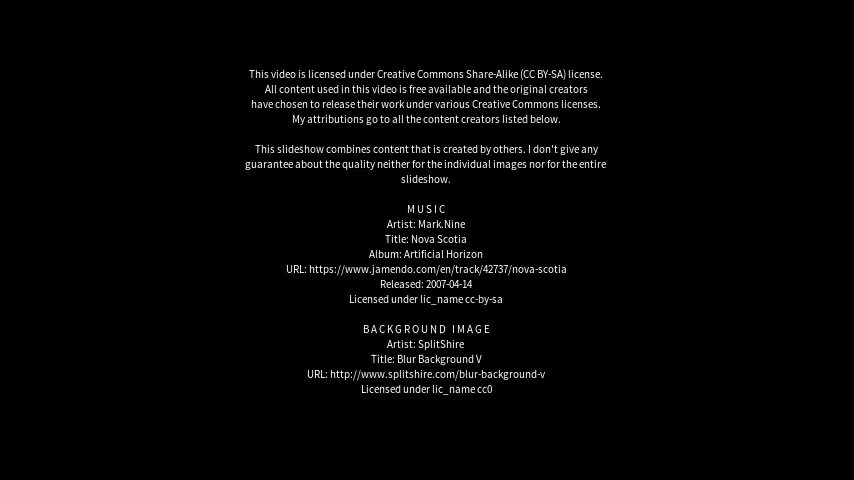 This video is licensed under Creative Commons Share-Alike (CC BY-SA) license.
All content used in this video is free available and the original creators
have chosen to release their work under various Creative Commons licenses.
My attributions go to all the content creators listed below.
This slideshow combines content that is created by others. I don't give any
guarantee about the quality neither for the individual images nor for the entire
slideshow.
MUSIC
Artist: Mark.Nine
Title: Nova Scotia
Album: Artificial Horizon
URL: https://www.jamendo.com/en/track/42737/nova-scotia
Released: 2007-04-14
Licensed under lic_name cc-by-sa
BACKGROUND IMAGE
Artist: SplitShire
Title: Blur Background V
URL: http://www.splitshire.com/blur-background-v
Licensed under lic_name cc0